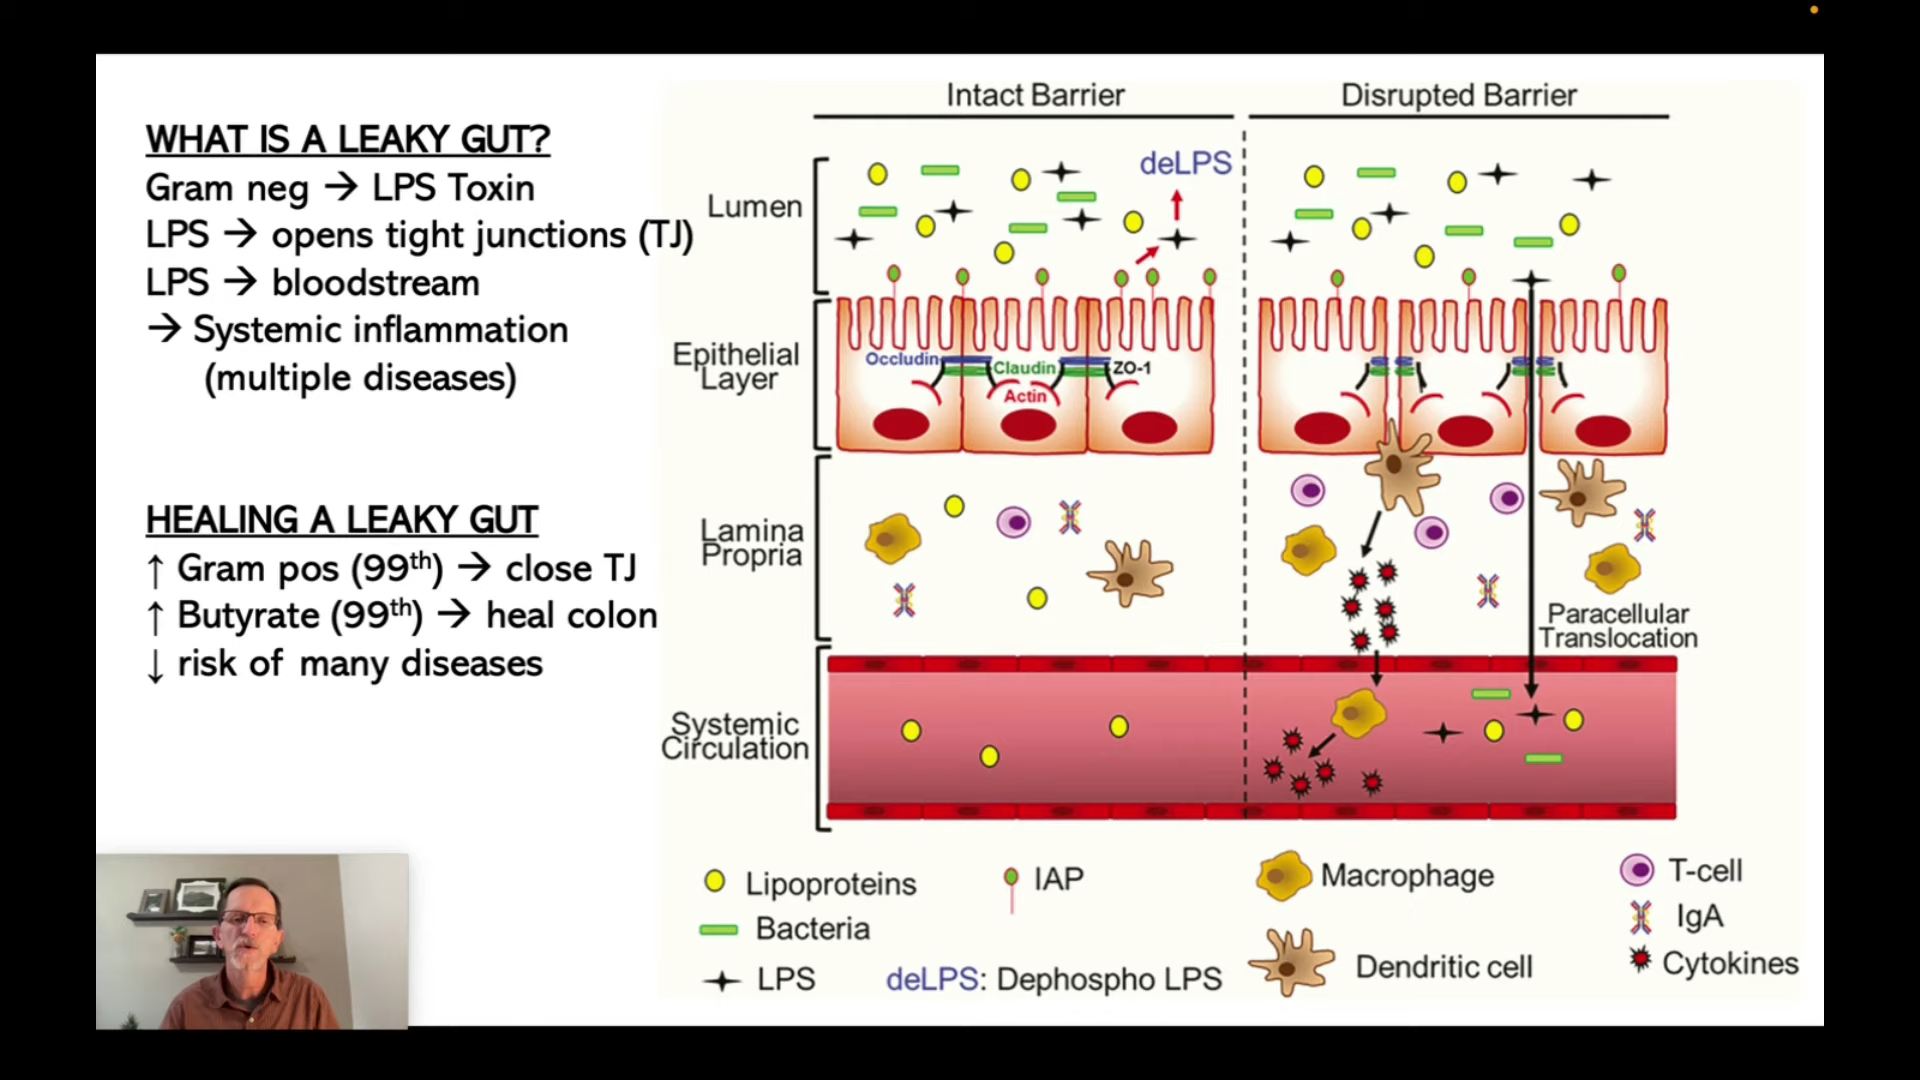 WHAT IS A LEAKY GUT?
Gram neg → LPS Toxin
LPS → opens tight junctions (TJ)
LPS → bloodstream
→ Systemic inflammation
(multiple diseases)
HEALING A LEAKY GUT
↑ Gram pos (99th) → close TJ
↑ Butyrate (99th) → heal colon
↓ risk of many diseases
Intact Barrier
Disrupted Barrier
deLPS
Lumen
Epithelial
Layer
Occludin
Claudin
ZO-1
Actin
Lamina
Propria
Paracellular
Translocation
Systemic
Circulation
Lipoproteins
IAP
Macrophage
T-cell
Bacteria
IgA
LPS
deLPS: Dephospho LPS
Dendritic cell
Cytokines